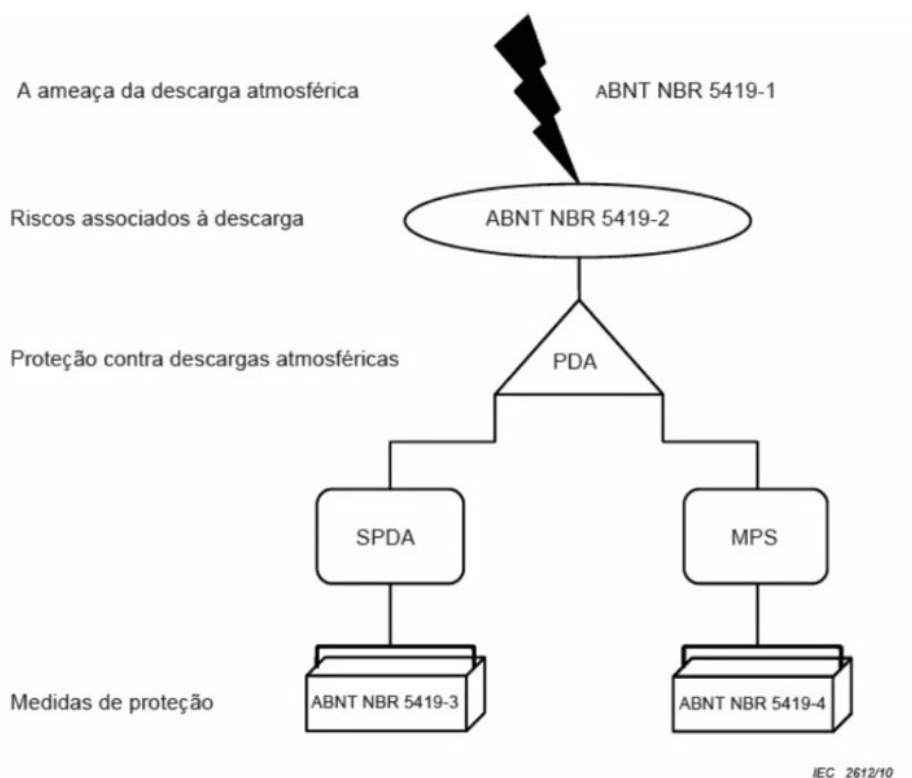 A ameaça da descarga atmosférica
ABNT NBR 5419-1
Riscos associados à descarga
ABNT NBR 5419-2
Proteção contra descargas atmosféricas
PDA
SPDA
MPS
Medidas de proteção
ABNT NBR 5419-3
ABNT NBR 5419-4
IEC 2612/10